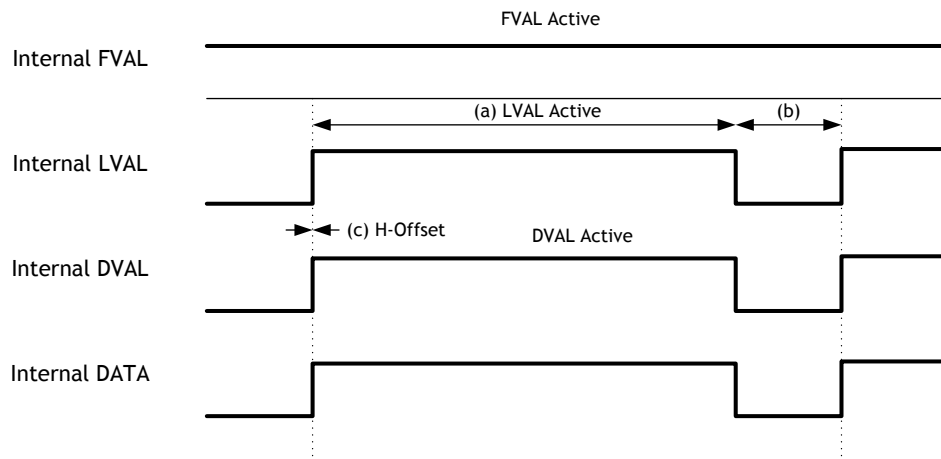 FVAL Active
Internal FVAL
(a) LVAL Active
(b)
Internal LVAL
(c) H-Offset
DVAL Active
Internal DVAL
Internal DATA